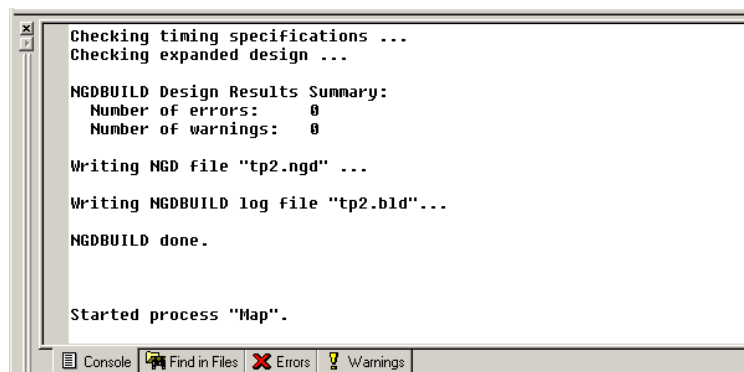 Checking timing specifications ...
Checking expanded design ...
NGDBUILD Design Results Summary:
Number of errors: 0
Number of warnings: 0
Writing NGD file "tp2.ngd" ...
Writing NGDBUILD log file "tp2.bld"...
NGDBUILD done.
Started process "Map".
Console Find in Files Errors Warnings